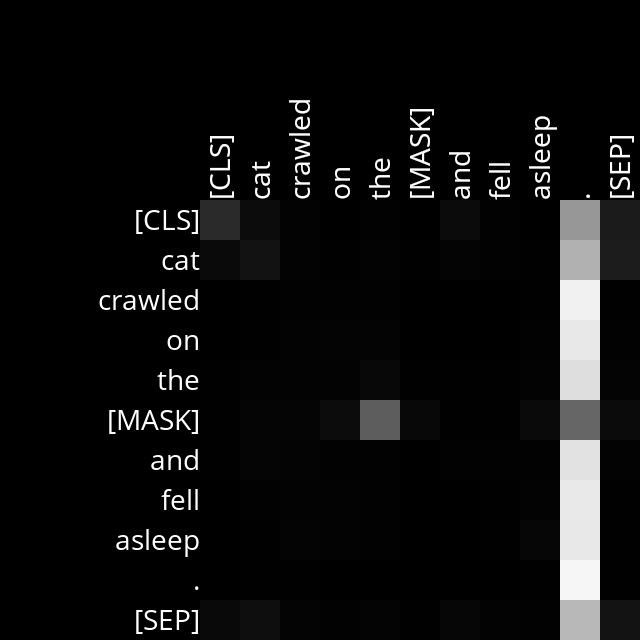 [CLS] cat crawled on the [MASK] and fell asleep . [SEP]
[CLS]
cat
crawled
on
the
[MASK]
and
fell
asleep
.
[SEP]